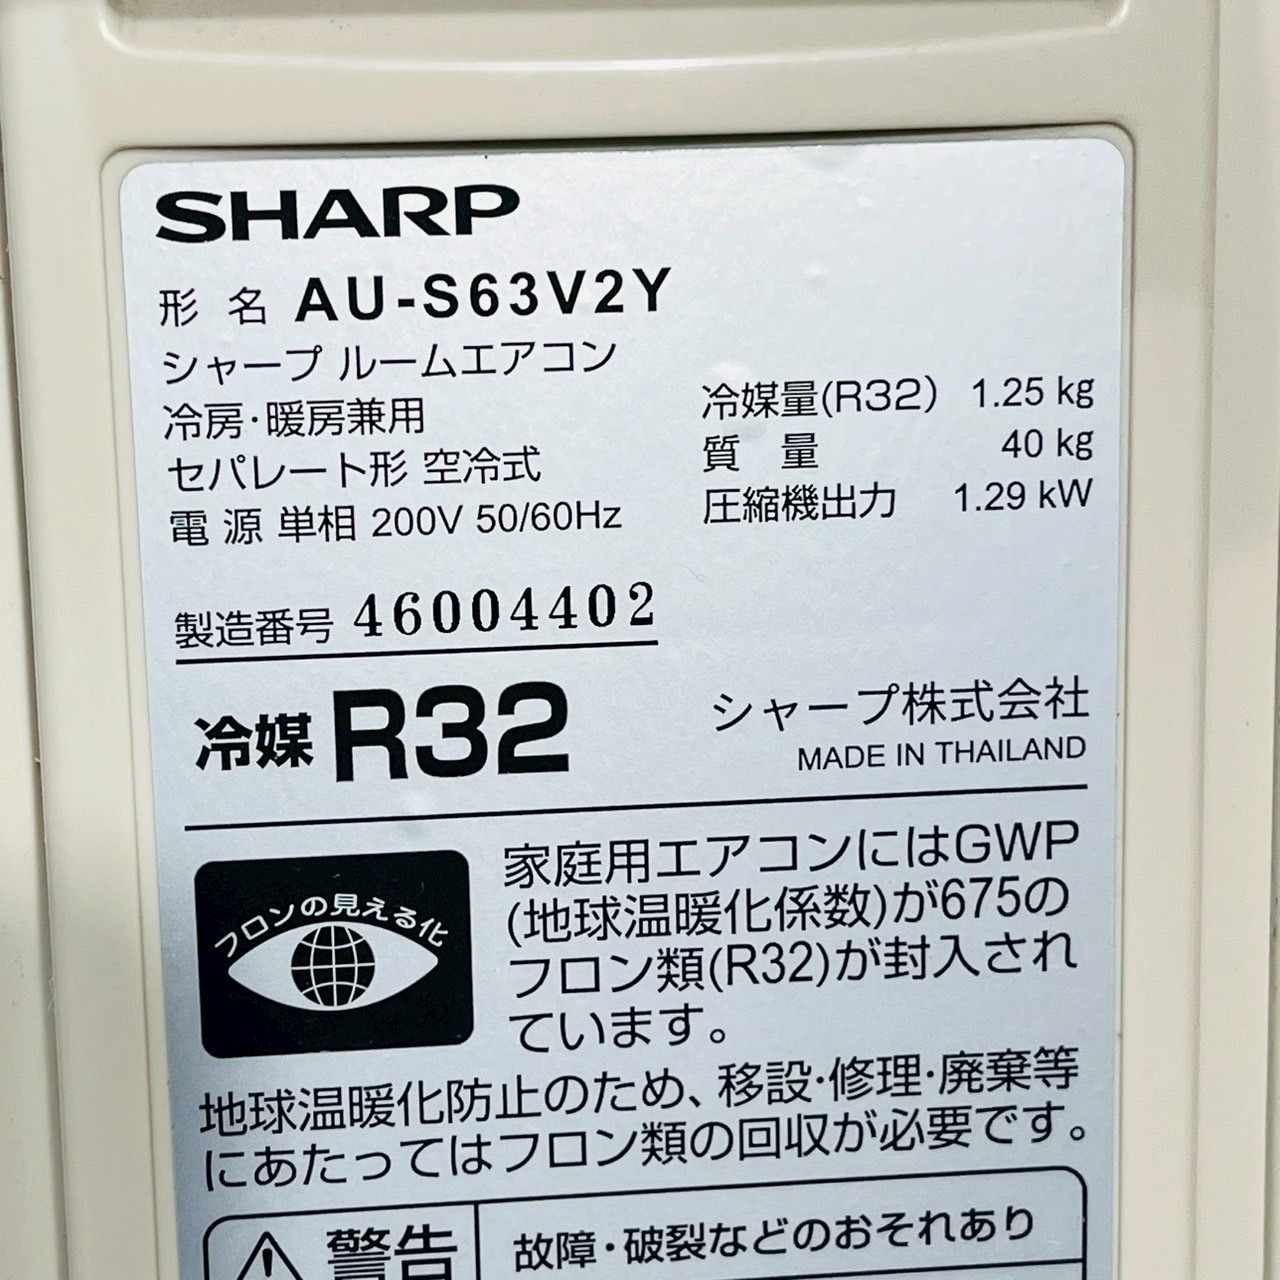 SHARP
形 名 AU-S63V2Y
シャープ ルームエアコン
冷房・暖房兼用
セパレート形 空冷式
電 源 単相 200V 50/60Hz
冷媒量(R32) 1.25 kg
質 量 40 kg
圧縮機出力 1.29 kW
製造番号 46004402
冷媒 R32
シャープ株式会社
MADE IN THAILAND
フロンの見える化
家庭用エアコンにはGWP
(地球温暖化係数)が675の
フロン類(R32)が封入され
ています。
地球温暖化防止のため、移設・修理・廃棄等
にあたってはフロン類の回収が必要です。
警告
故障・破裂などのおそれあり